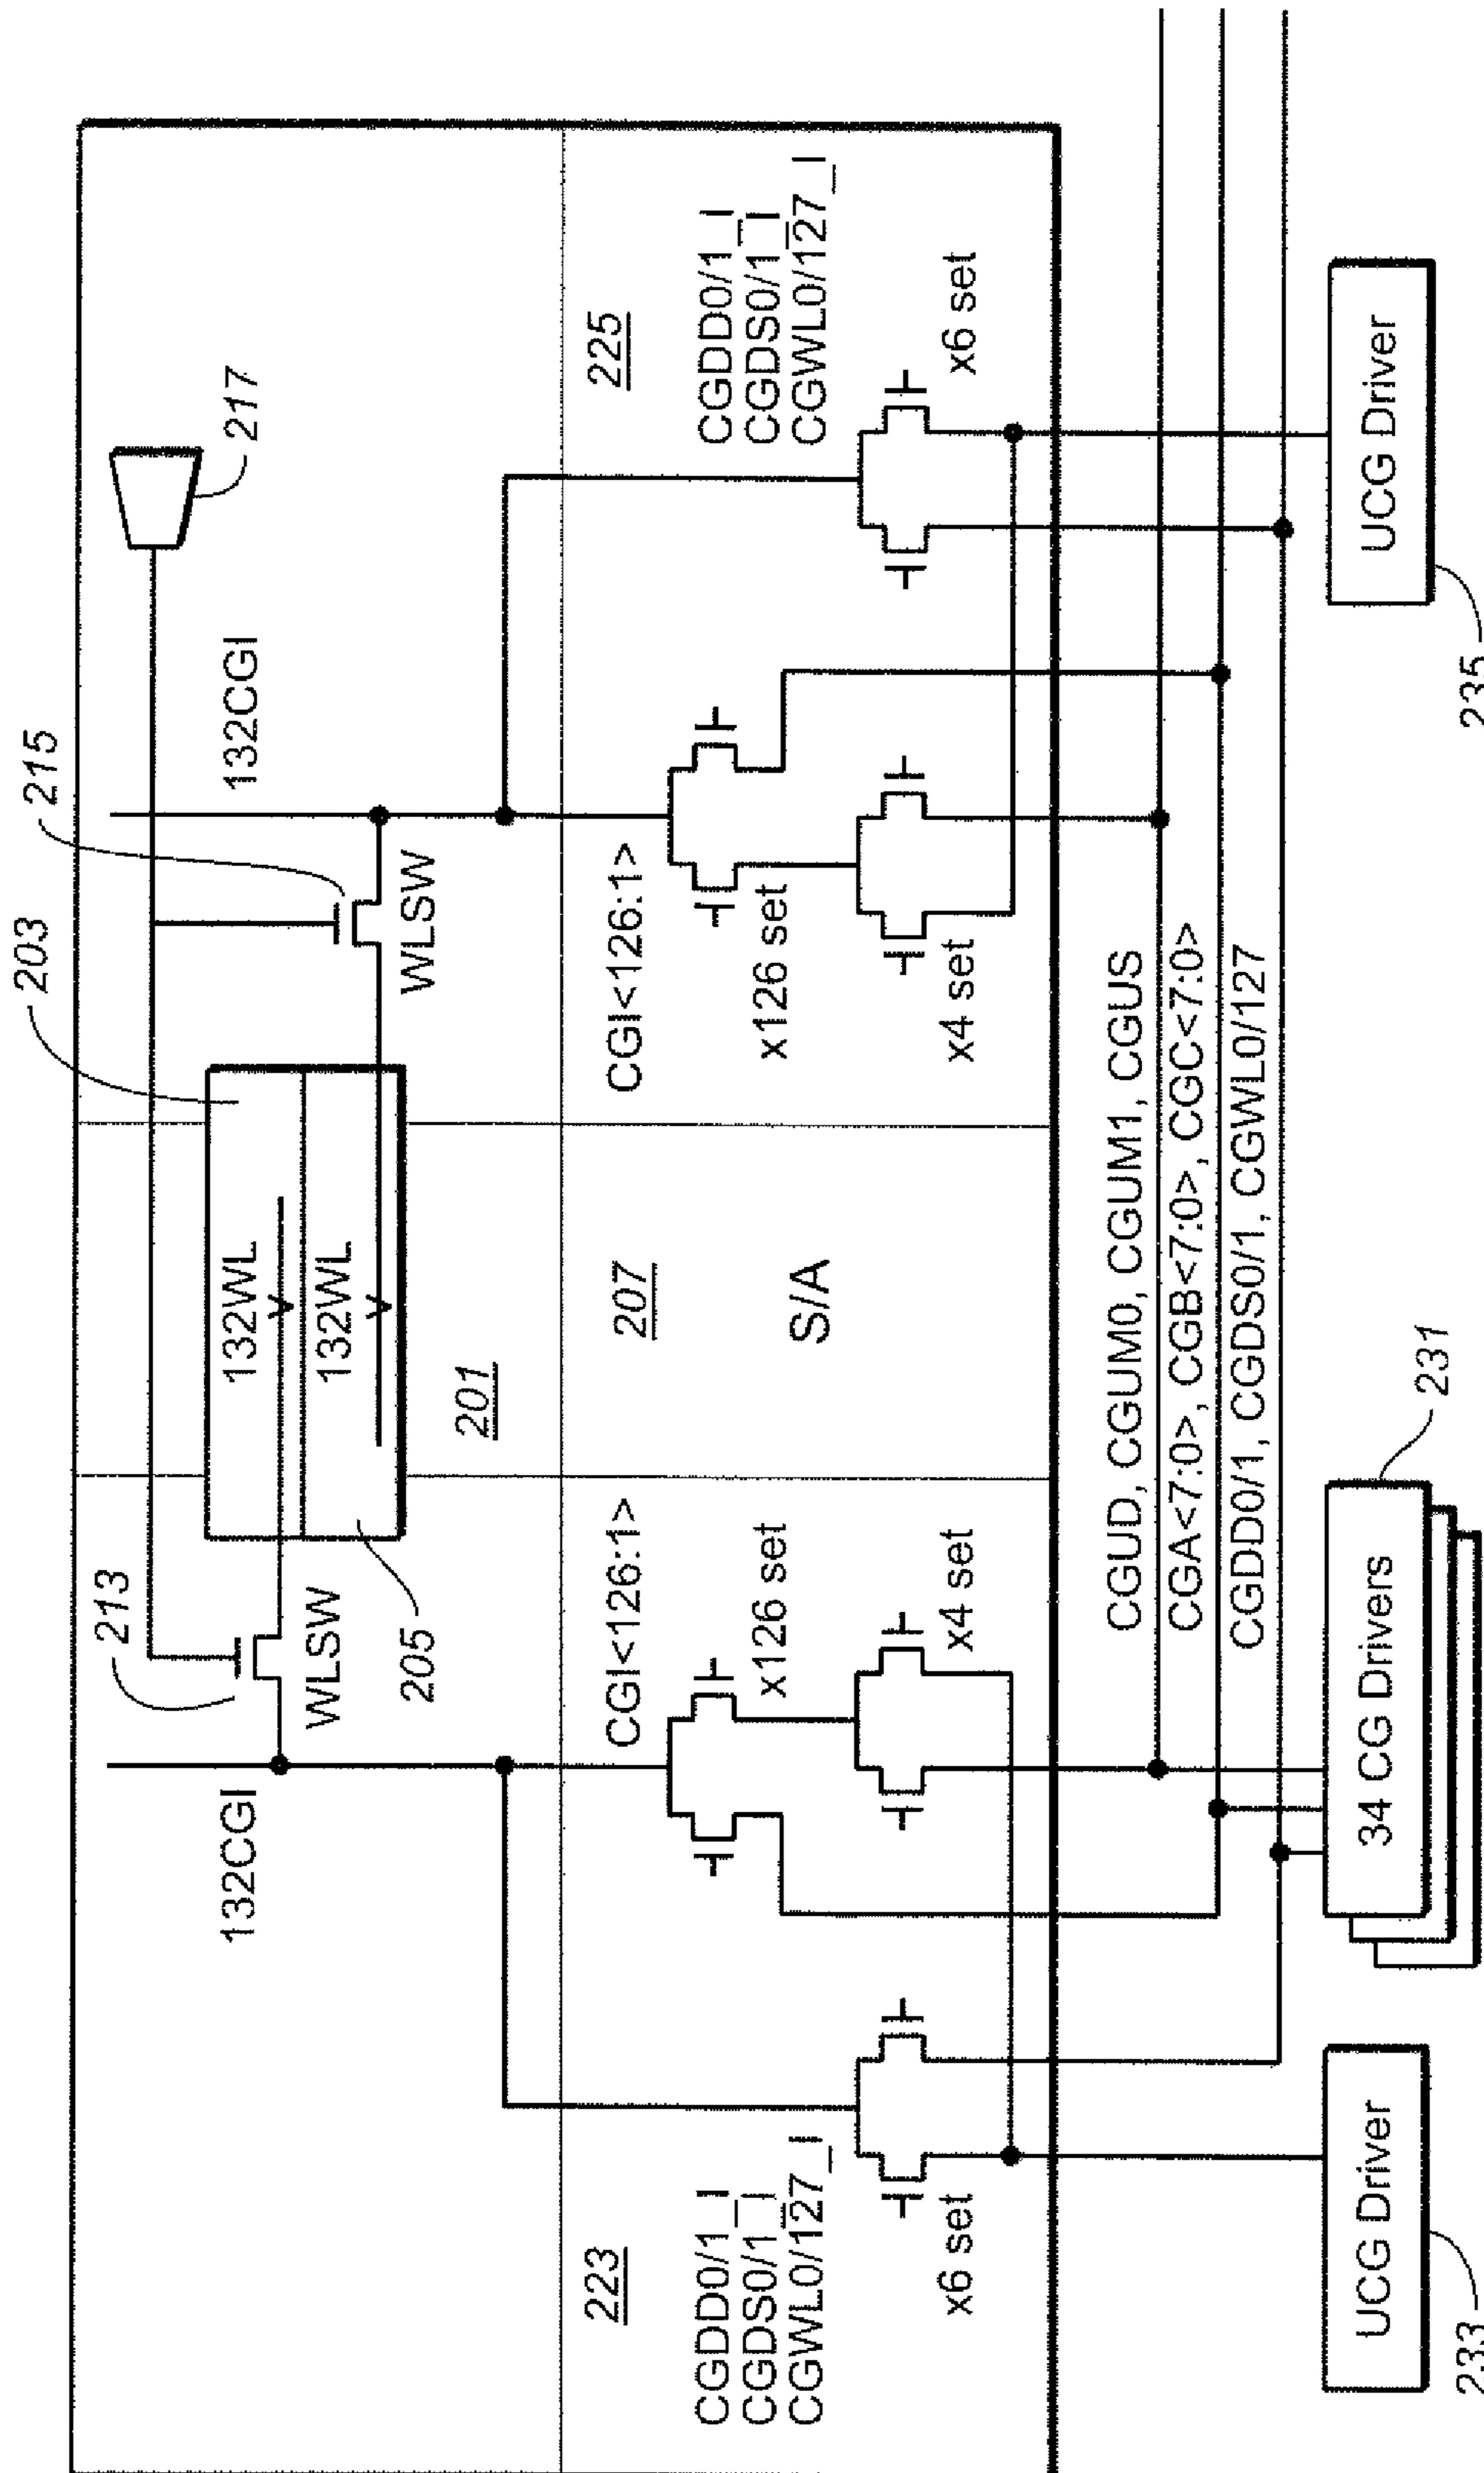 217
132CGI
215
203
WLSW
132WL
132WL
201
213
WLSW
205
132CGI
225
CGDD0/1_I
CGDS0/1_I
CGWL0/127_I
x6 set
CGI<126:1>
x126 set
x4 set
207
S/A
CGI<126:1>
x126 set
x4 set
223
CGDD0/1_I
CGDS0/1_I
CGWL0/127_I
x6 set
CGUD, CGUM0, CGUM1, CGUS
CGA<7:0>, CGB<7:0>, CGC<7:0>
CGDD0/1, CGDS0/1, CGWL0/127
UCG Driver
235
231
34 CG Drivers
UCG Driver
233